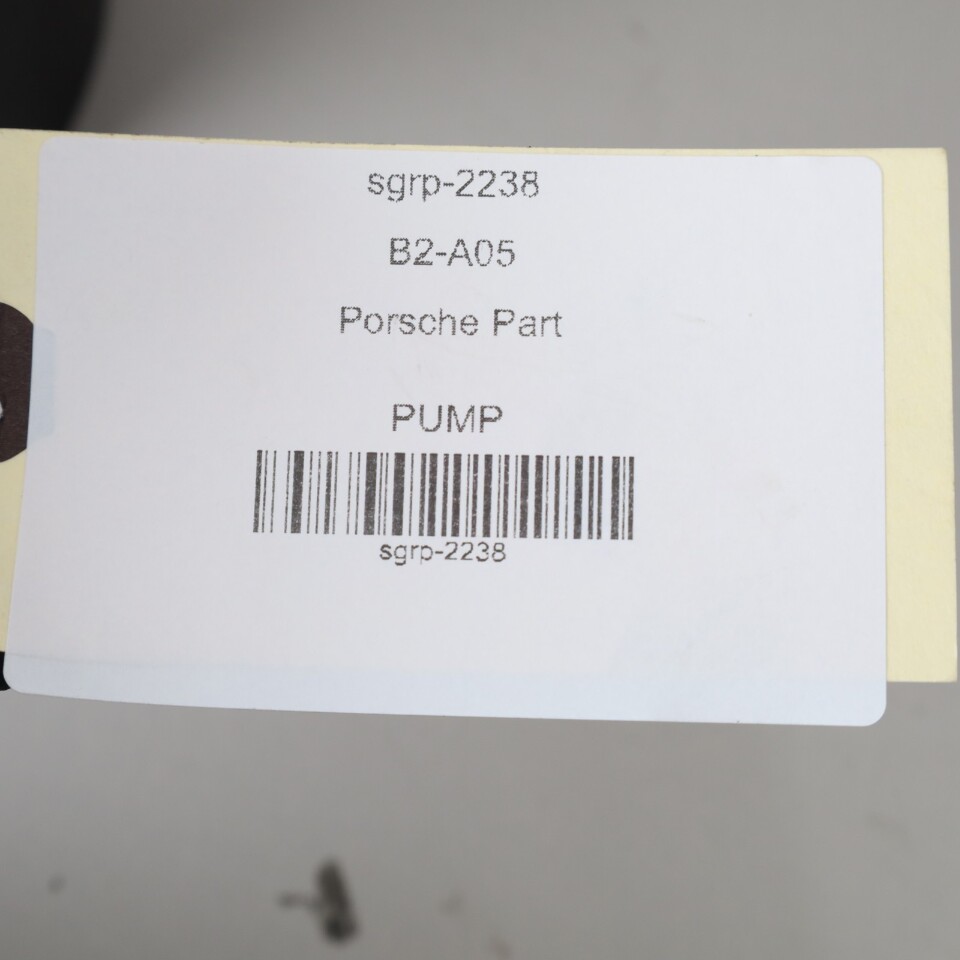 sgrp-2238
B2-A05
Porsche Part
PUMP
sgrp-2238